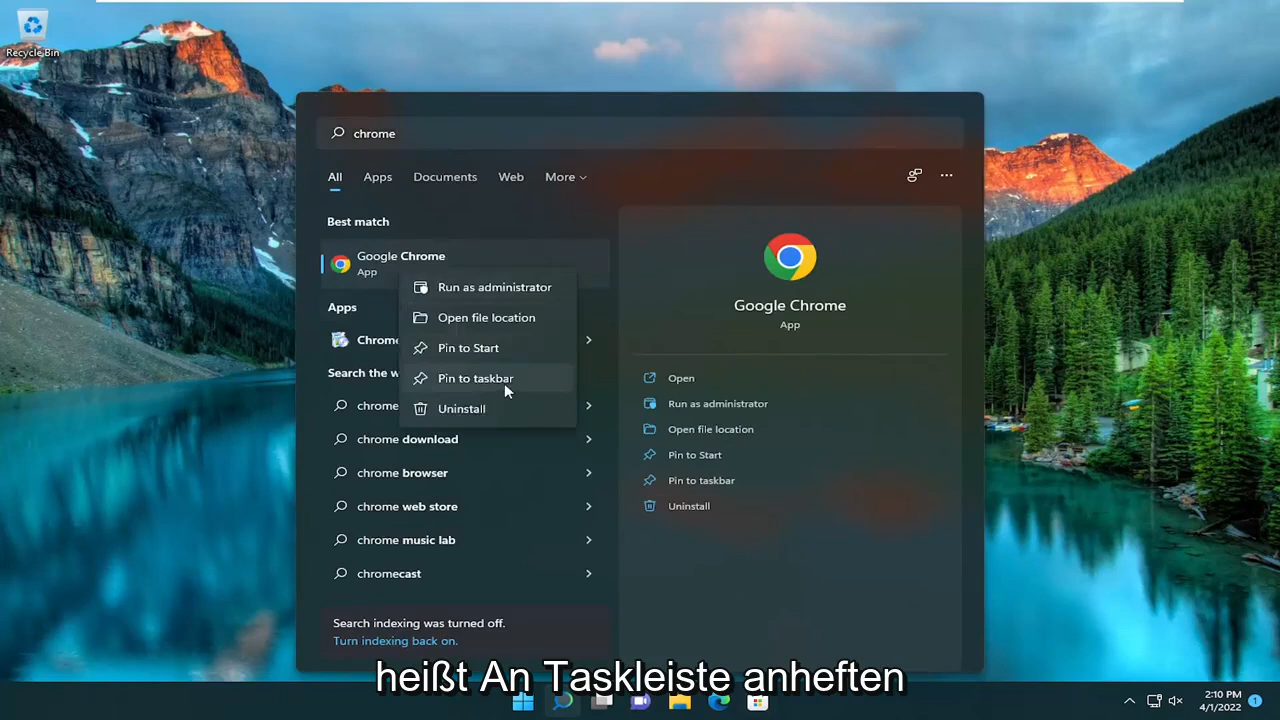 Recycle Bin
chrome
All Apps Documents Web More
Best match
Google Chrome
App
Run as administrator
Open file location
Pin to Start
Pin to taskbar
Uninstall
Apps
Chrome
Search the w
chrome
chrome download
chrome browser
chrome web store
chrome music lab
chromecast
Search indexing was turned off.
Turn indexing back on.
Google Chrome
App
Open
Run as administrator
Open file location
Pin to Start
Pin to taskbar
Uninstall
heißt An Taskleiste anheften
2:10 PM
4/1/2022
1